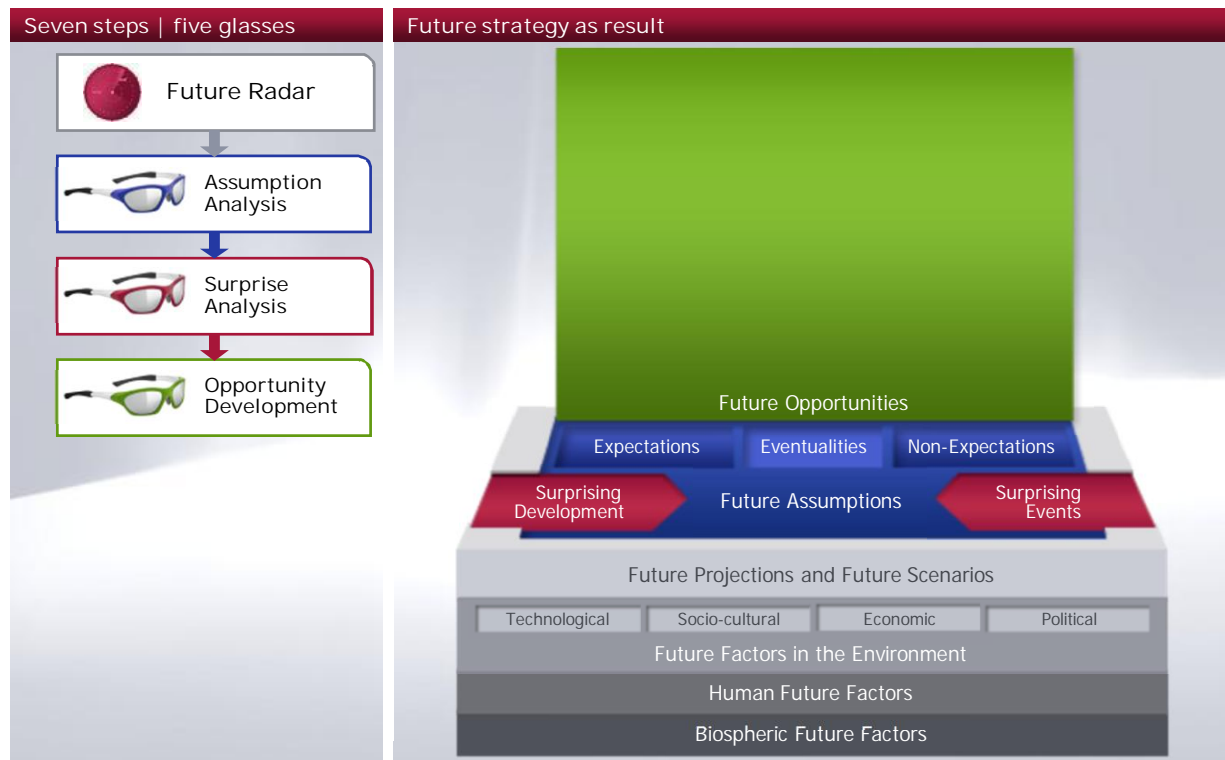 Seven steps | five glasses
Future Radar
Assumption
Analysis
Surprise
Analysis
Opportunity
Development
Future strategy as result
Future Opportunities
Expectations
Eventualities
Non-Expectations
Surprising
Development
Future Assumptions
Surprising
Events
Future Projections and Future Scenarios
Technological
Socio-cultural
Economic
Political
Future Factors in the Environment
Human Future Factors
Biospheric Future Factors